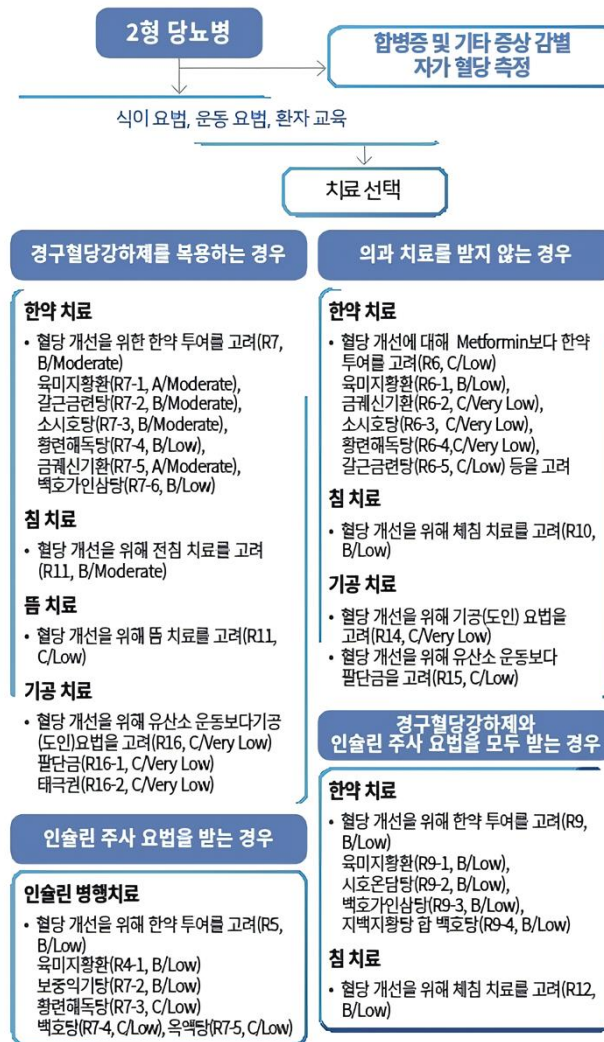 2형 당뇨병
합병증 및 기타 증상 감별
자가 혈당 측정
식이 요법, 운동 요법, 환자 교육
치료 선택
경구혈당강하제를 복용하는 경우
한약 치료
• 혈당 개선을 위한 한약 투여를 고려(R7,
B/Moderate)
육미지황환(R7-1, A/Moderate),
갈근금련탕(R7-2, B/Moderate),
소시호탕(R7-3, B/Moderate),
황련해독탕(R7-4, B/Low),
금궤신기환(R7-5, A/Moderate),
백호가인삼탕(R7-6, B/Low)
침 치료
• 혈당 개선을 위해 전침 치료를 고려
(R11, B/Moderate)
뜸 치료
• 혈당 개선을 위해 뜸 치료를 고려(R11,
C/Low)
기공 치료
• 혈당 개선을 위해 유산소 운동보다기공
(도인)요법을 고려(R16, C/Very Low)
팔단금(R16-1, C/Very Low)
태극권(R16-2, C/Very Low)
인슐린 주사 요법을 받는 경우
인슐린 병행치료
• 혈당 개선을 위해 한약 투여를 고려(R5,
B/Low)
육미지황환(R4-1, B/Low)
보중익기탕(R7-2, B/Low)
황련해독탕(R7-3, C/Low)
백호탕(R7-4, C/Low), 옥액탕(R7-5, C/Low)
의과 치료를 받지 않는 경우
한약 치료
• 혈당 개선에 대해 Metformin보다 한약
투여를 고려(R6, C/Low)
육미지황환(R6-1, B/Low),
금궤신기환(R6-2, C/Very Low),
소시호탕(R6-3, C/Very Low),
황련해독탕(R6-4,C/Very Low),
갈근금련탕(R6-5, C/Low) 등을 고려
침 치료
• 혈당 개선을 위해 체침 치료를 고려(R10,
B/Low)
기공 치료
• 혈당 개선을 위해 기공(도인) 요법을
고려(R14, C/Very Low)
• 혈당 개선을 위해 유산소 운동보다
팔단금을 고려(R15, C/Low)
경구혈당강하제와
인슐린 주사 요법을 모두 받는 경우
한약 치료
• 혈당 개선을 위해 한약 투여를 고려(R9,
B/Low)
육미지황환(R9-1, B/Low),
시호온담탕(R9-2, B/Low),
백호가인삼탕(R9-3, B/Low),
지백지황당 합 백호탕(R9-4, B/Low)
침 치료
• 혈당 개선을 위해 체침 치료를 고려(R12,
B/Low)